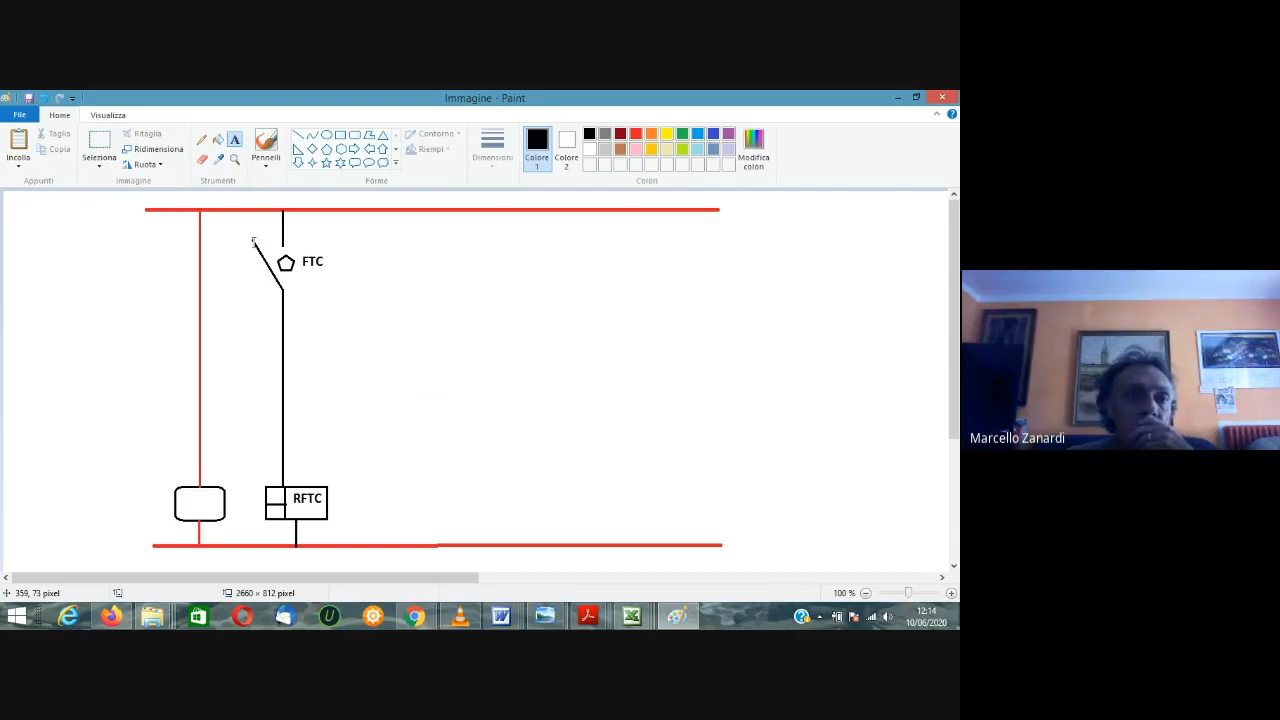 Immagine - Paint
File
Home
Visualizza
Incolla
Taglia
Copia
Appunti
Seleziona
Ritaglia
Ridimensiona
Ruota
Immagine
Strumenti
Pennelli
Forme
Contorno
Riempi
Dimensioni
Colore 1
Colore 2
Modifica colori
Colori
FTC
RFTC
Marcello Zanardi
359, 73 pixel
2660 × 812 pixel
100 %
12:14
10/06/2020